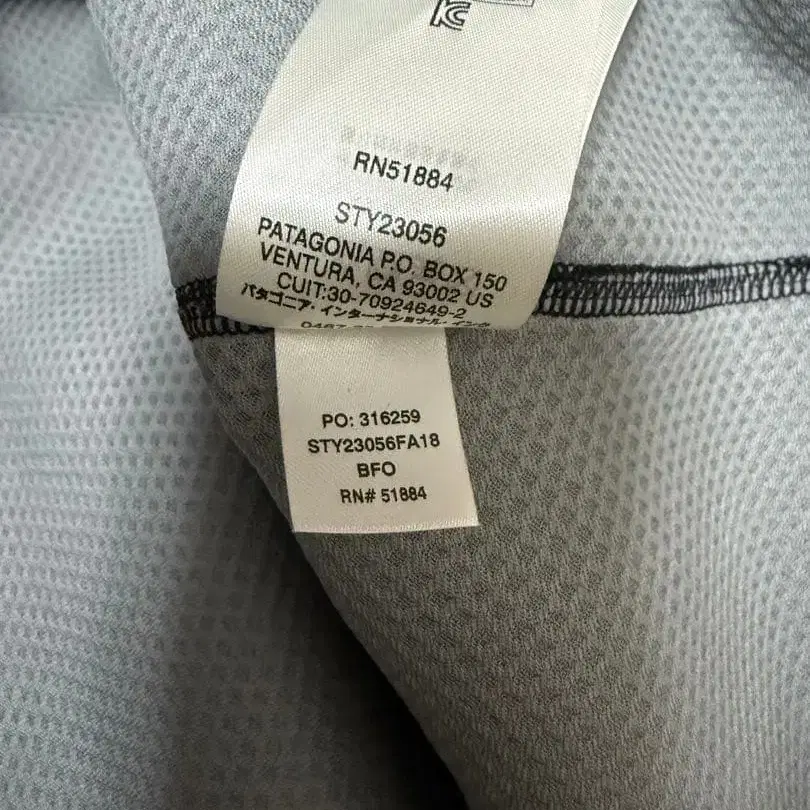 RN51884
STY23056
PATAGONIA P.O. BOX 150
VENTURA, CA 93002 US
CUIT:30-70924649-2
パタゴニア・インターナショナル・インク
PO: 316259
STY23056FA18
BFO
RN# 51884